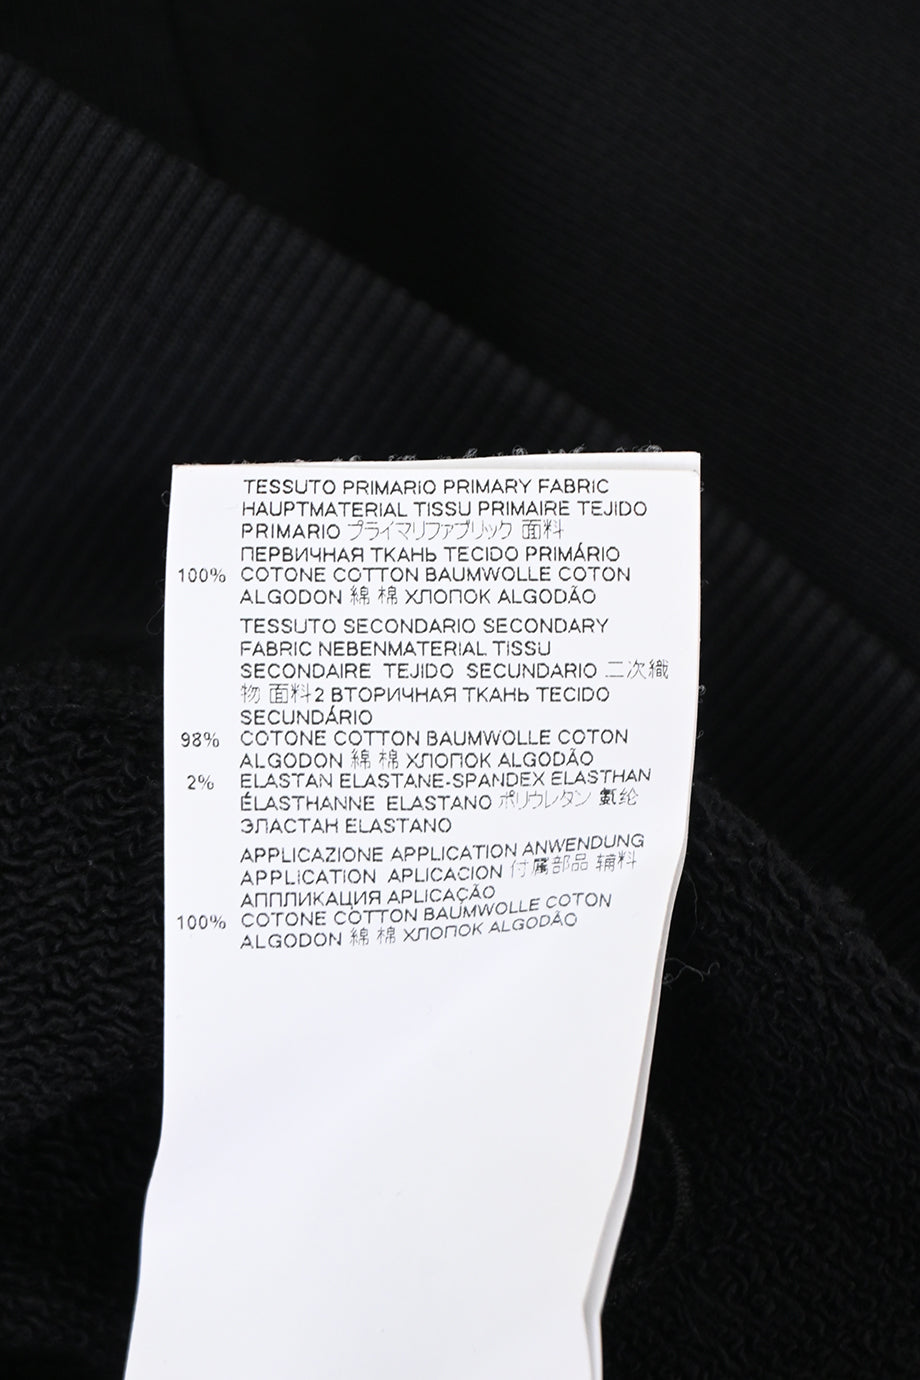 TESSUTO PRIMARIO PRIMARY FABRIC
HAUPTMATERIAL TISSU PRIMAIRE TEJIDO
PRIMARIO プライマリファブリック 面料
ПЕРВИЧНАЯ ТКАНЬ TECIDO PRIMÁRIO
100% COTONE COTTON BAUMWOLLE COTON
ALGODON 綿 棉 ХЛОПОК ALGODÃO
TESSUTO SECONDARIO SECONDARY
FABRIC NEBENMATERIAL TISSU
SECONDAIRE TEJIDO SECUNDARIO 二次織
物 面料2 ВТОРИЧНАЯ ТКАНЬ TECIDO
SECUNDÁRIO
98% COTONE COTTON BAUMWOLLE COTON
ALGODON 綿 棉 ХЛОПОК ALGODÃO
2% ELASTAN ELASTANE-SPANDEX ELASTHAN
ÉLASTHANNE ELASTANO ポリウレタン 氨纶
ЭЛАСТАН ELASTANO
APPLICAZIONE APPLICATION ANWENDUNG
APPLICATION APLICACION 付属部品 辅料
АППЛИКАЦИЯ APLICAÇÃO
100% COTONE COTTON BAUMWOLLE COTON
ALGODON 綿 棉 ХЛОПОК ALGODÃO